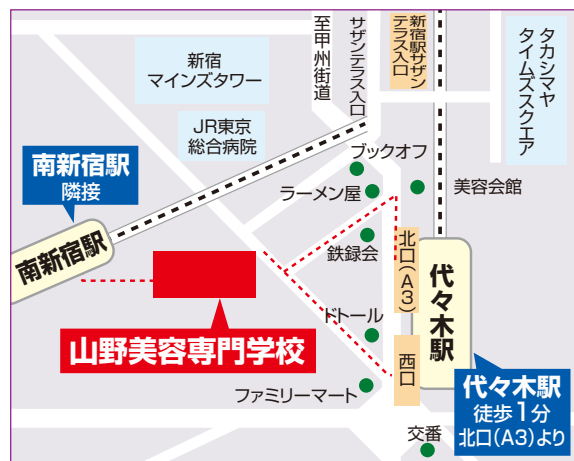 至甲州街道
サザンテラス入口
新宿駅サザン
テラス入口
タカシマヤ
タイムズスクエア
新宿
マインズタワー
JR東京
総合病院
南新宿駅
隣接
ブックオフ
ラーメン屋
美容会館
南新宿駅
鉄録会
北口(A3)
代々木駅
山野美容専門学校
ドトール
西口
ファミリーマート
代々木駅
徒歩1分
北口(A3)より
交番